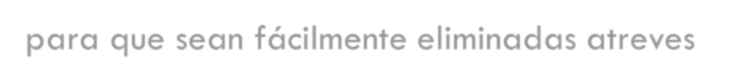 para que sean fácilmente eliminadas atreves